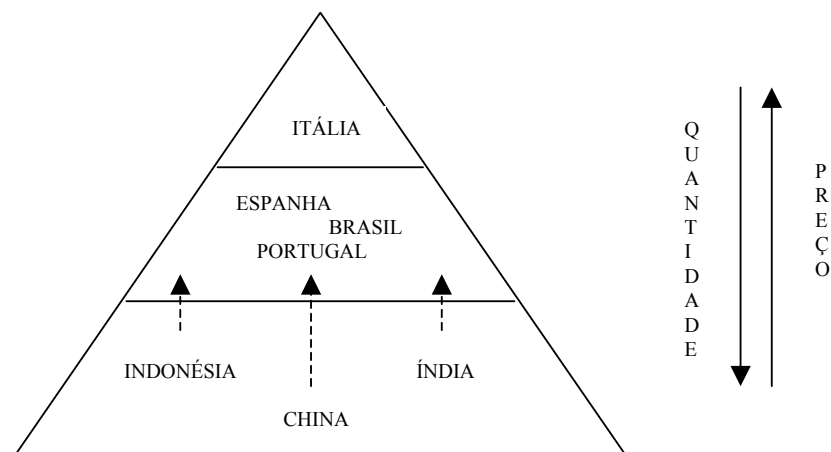 ITÁLIA
ESPANHA
BRASIL
PORTUGAL
INDONÉSIA
ÍNDIA
CHINA
QUANTIDADE
PREÇO